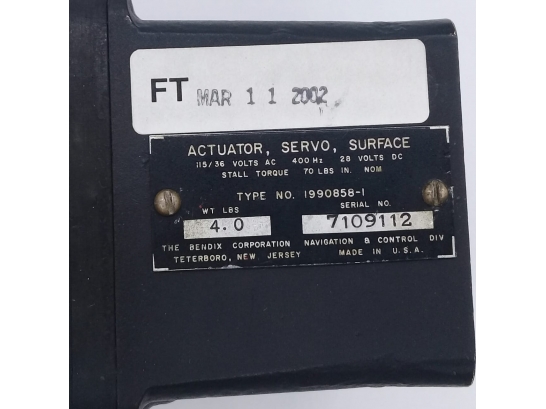 FT MAR 1 1 2002
ACTUATOR, SERVO, SURFACE
115/36 VOLTS AC 400 Hz 28 VOLTS DC
STALL TORQUE 70 LBS IN. NOM
TYPE NO. 1990858-1
WT LBS SERIAL NO.
4.0 7109112
THE BENDIX CORPORATION NAVIGATION & CONTROL DIV
TETERBORO, NEW JERSEY MADE IN U.S.A.